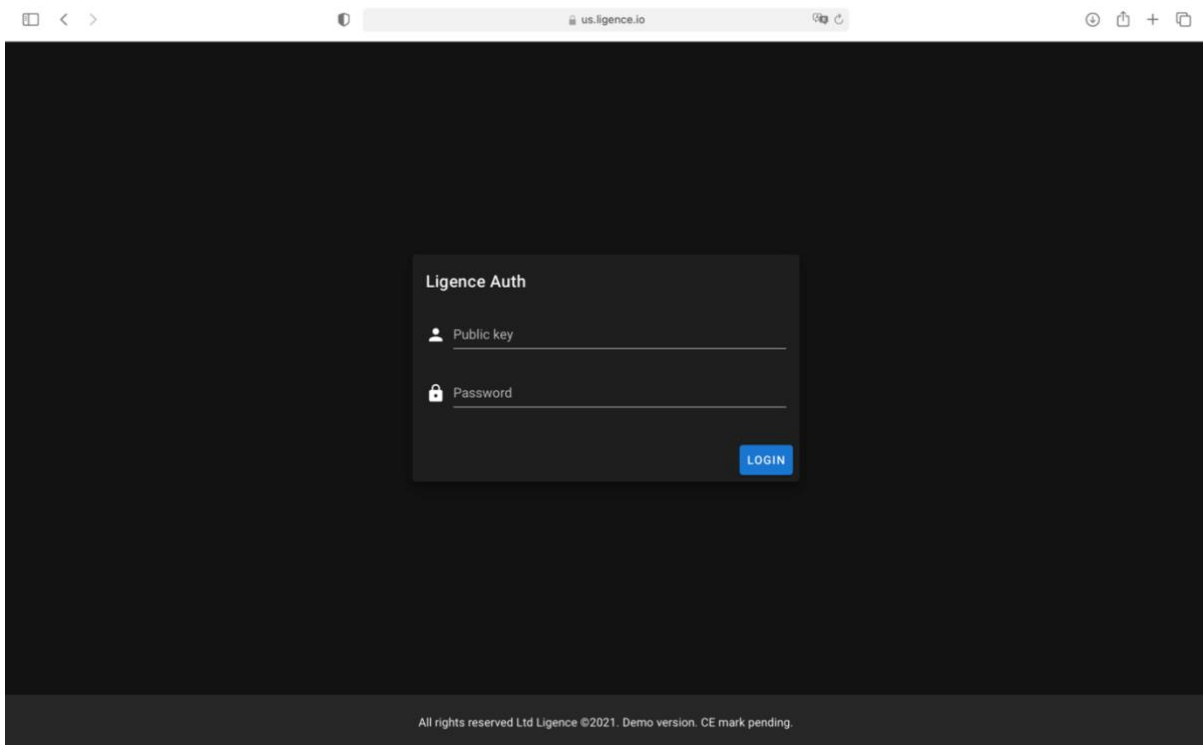 us.ligence.io
Ligence Auth
Public key
Password
LOGIN
All rights reserved Ltd Ligence ©2021. Demo version. CE mark pending.